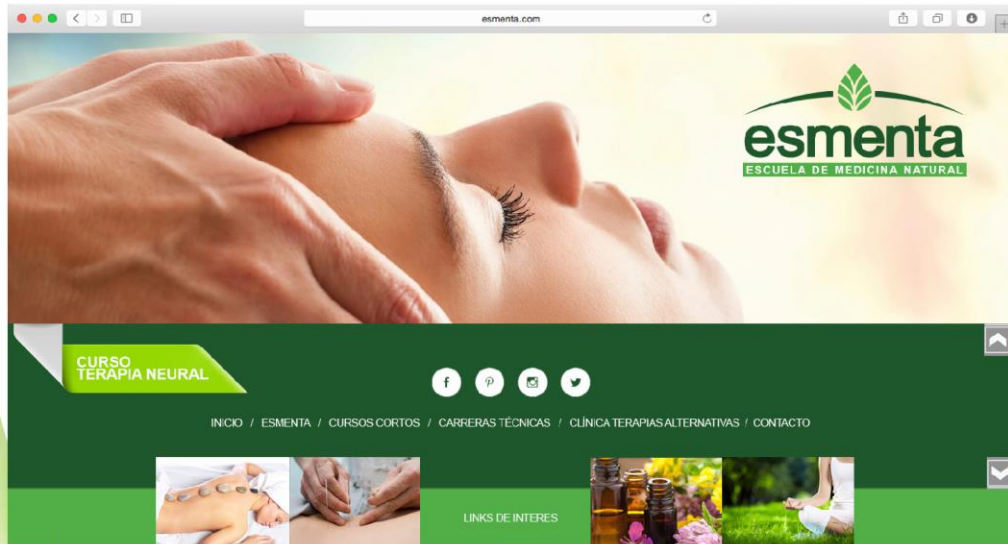 esmenta.com
esmenta
ESCUELA DE MEDICINA NATURAL
CURSO
TERAPIA NEURAL
INICIO / ESMENTA / CURSOS CORTOS / CARRERAS TÉCNICAS / CLÍNICA TERAPIAS ALTERNATIVAS / CONTACTO
LINKS DE INTERES